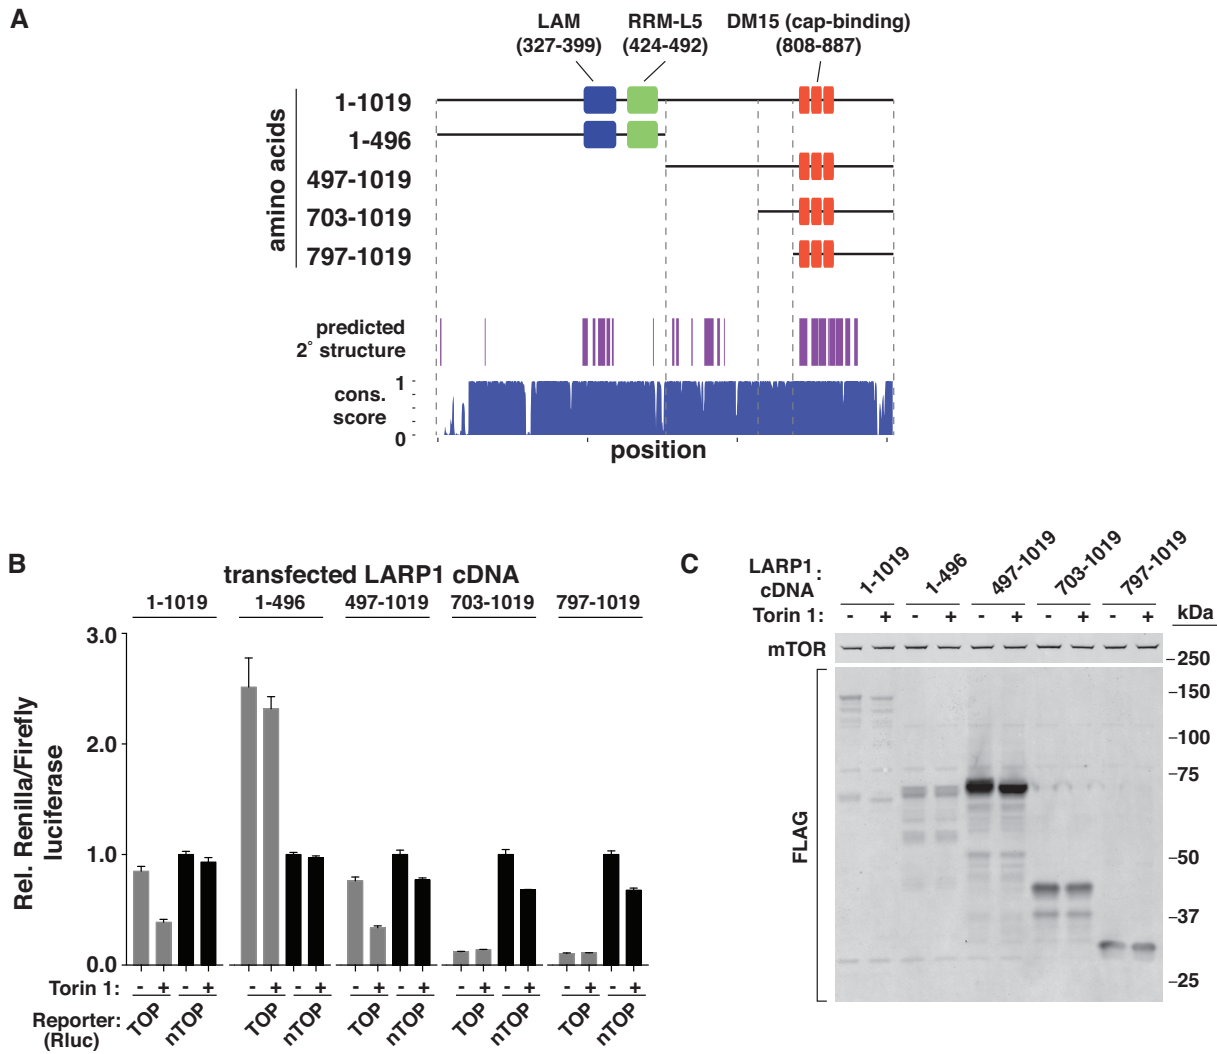 A
LAM
(327-399)
RRM-L5
(424-492)
DM15 (cap-binding)
(808-887)
amino acids
1-1019
1-496
497-1019
703-1019
797-1019
predicted
2° structure
cons.
score
1
0
position
B
transfected LARP1 cDNA
1-1019 1-496 497-1019 703-1019 797-1019
Rel. Renilla/Firefly
luciferase
3.0
2.0
1.0
0.0
Torin 1: - + - + - + - + - + - + - + - + - + - +
Reporter:
(Rluc)
TOP nTOP TOP nTOP TOP nTOP TOP nTOP TOP nTOP
C
LARP1 :
cDNA
1-1019 1-496 497-1019 703-1019 797-1019
Torin 1: - + - + - + - + - +
kDa
mTOR
FLAG
–250
–150
–100
–75
–50
–37
–25